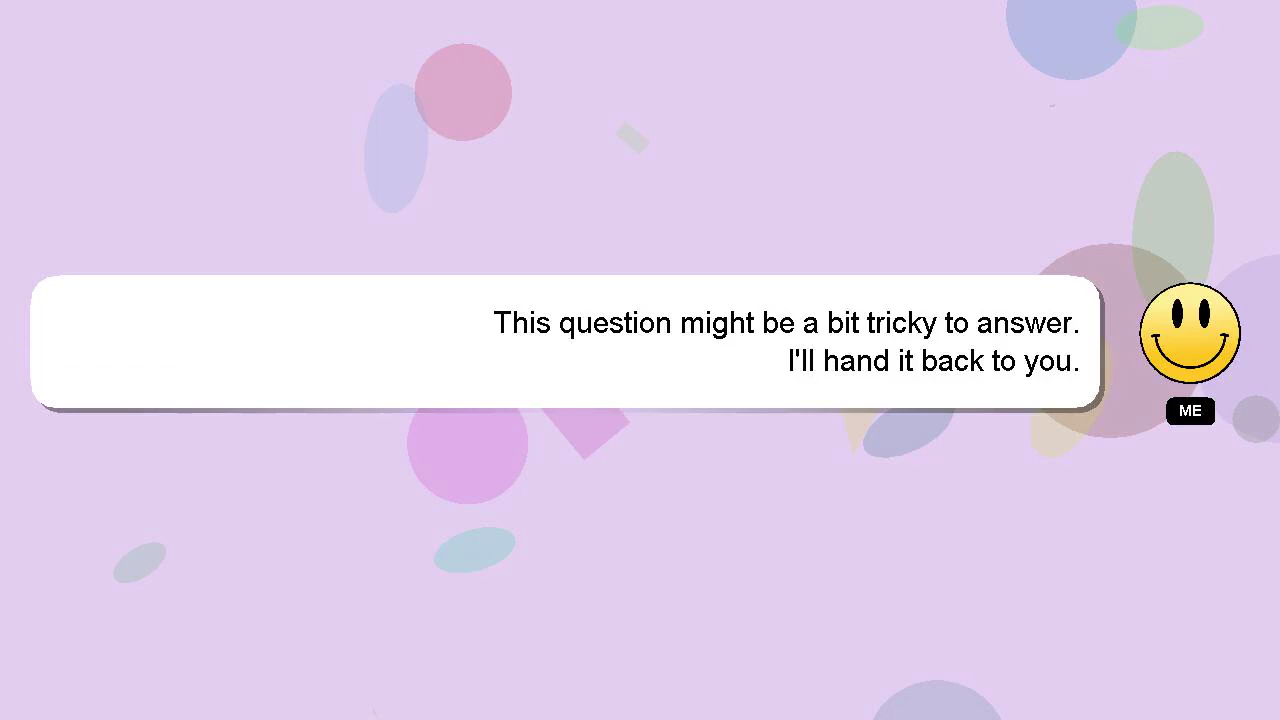 This question might be a bit tricky to answer.
I'll hand it back to you.
ME